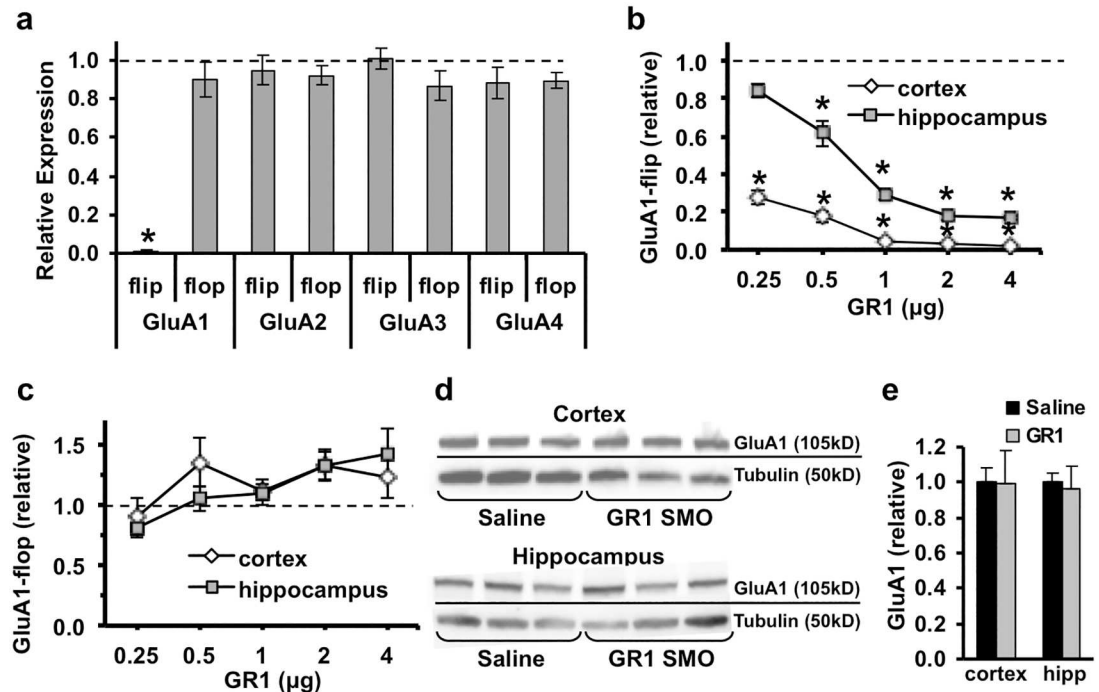 a
Relative Expression
1.0
0.8
0.6
0.4
0.2
0.0
*
flip flop flip flop flip flop flip flop
GluA1 GluA2 GluA3 GluA4
b
GluA1-flip (relative)
1.0
0.8
0.6
0.4
0.2
0.0
cortex
hippocampus
* * * *
* * * * *
0.25 0.5 1 2 4
GR1 (µg)
c
GluA1-flop (relative)
1.5
1.0
0.5
0.0
cortex
hippocampus
0.25 0.5 1 2 4
GR1 (µg)
d
Cortex
GluA1 (105kD)
Tubulin (50kD)
Saline GR1 SMO
Hippocampus
GluA1 (105kD)
Tubulin (50kD)
Saline GR1 SMO
e
Saline
GR1
GluA1 (relative)
1.2
1.0
0.8
0.6
0.4
0.2
0.0
cortex hipp